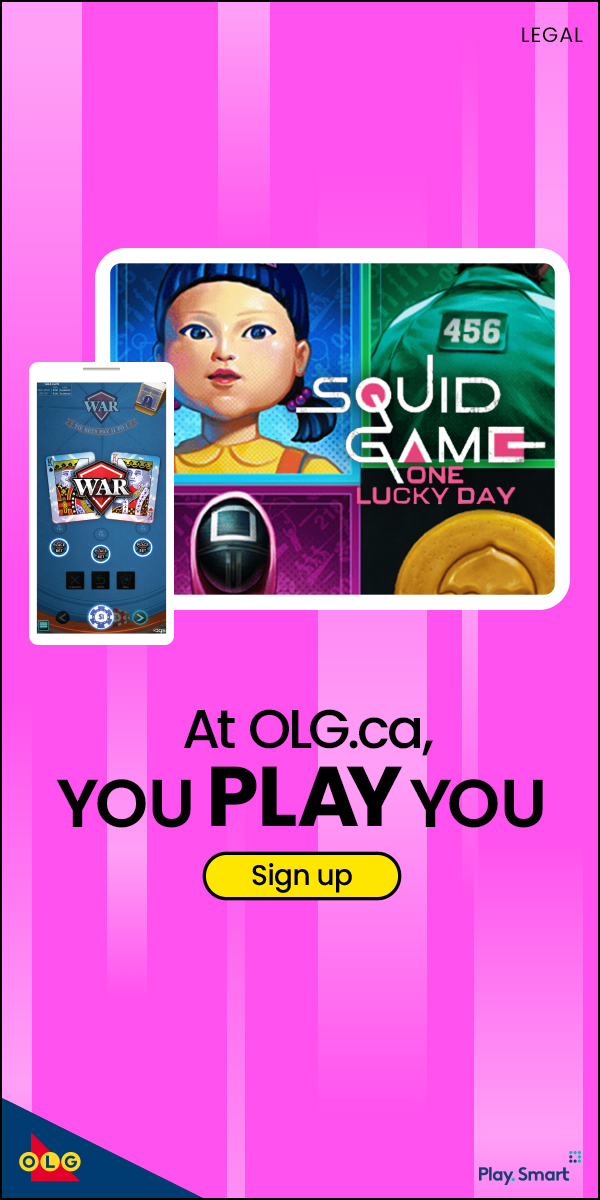 LEGAL
456
SQUID
GAME
ONE
LUCKY DAY
WAR
WAR
$1
At OLG.ca,
YOU PLAY YOU
Sign up
OLG
Play. Smart